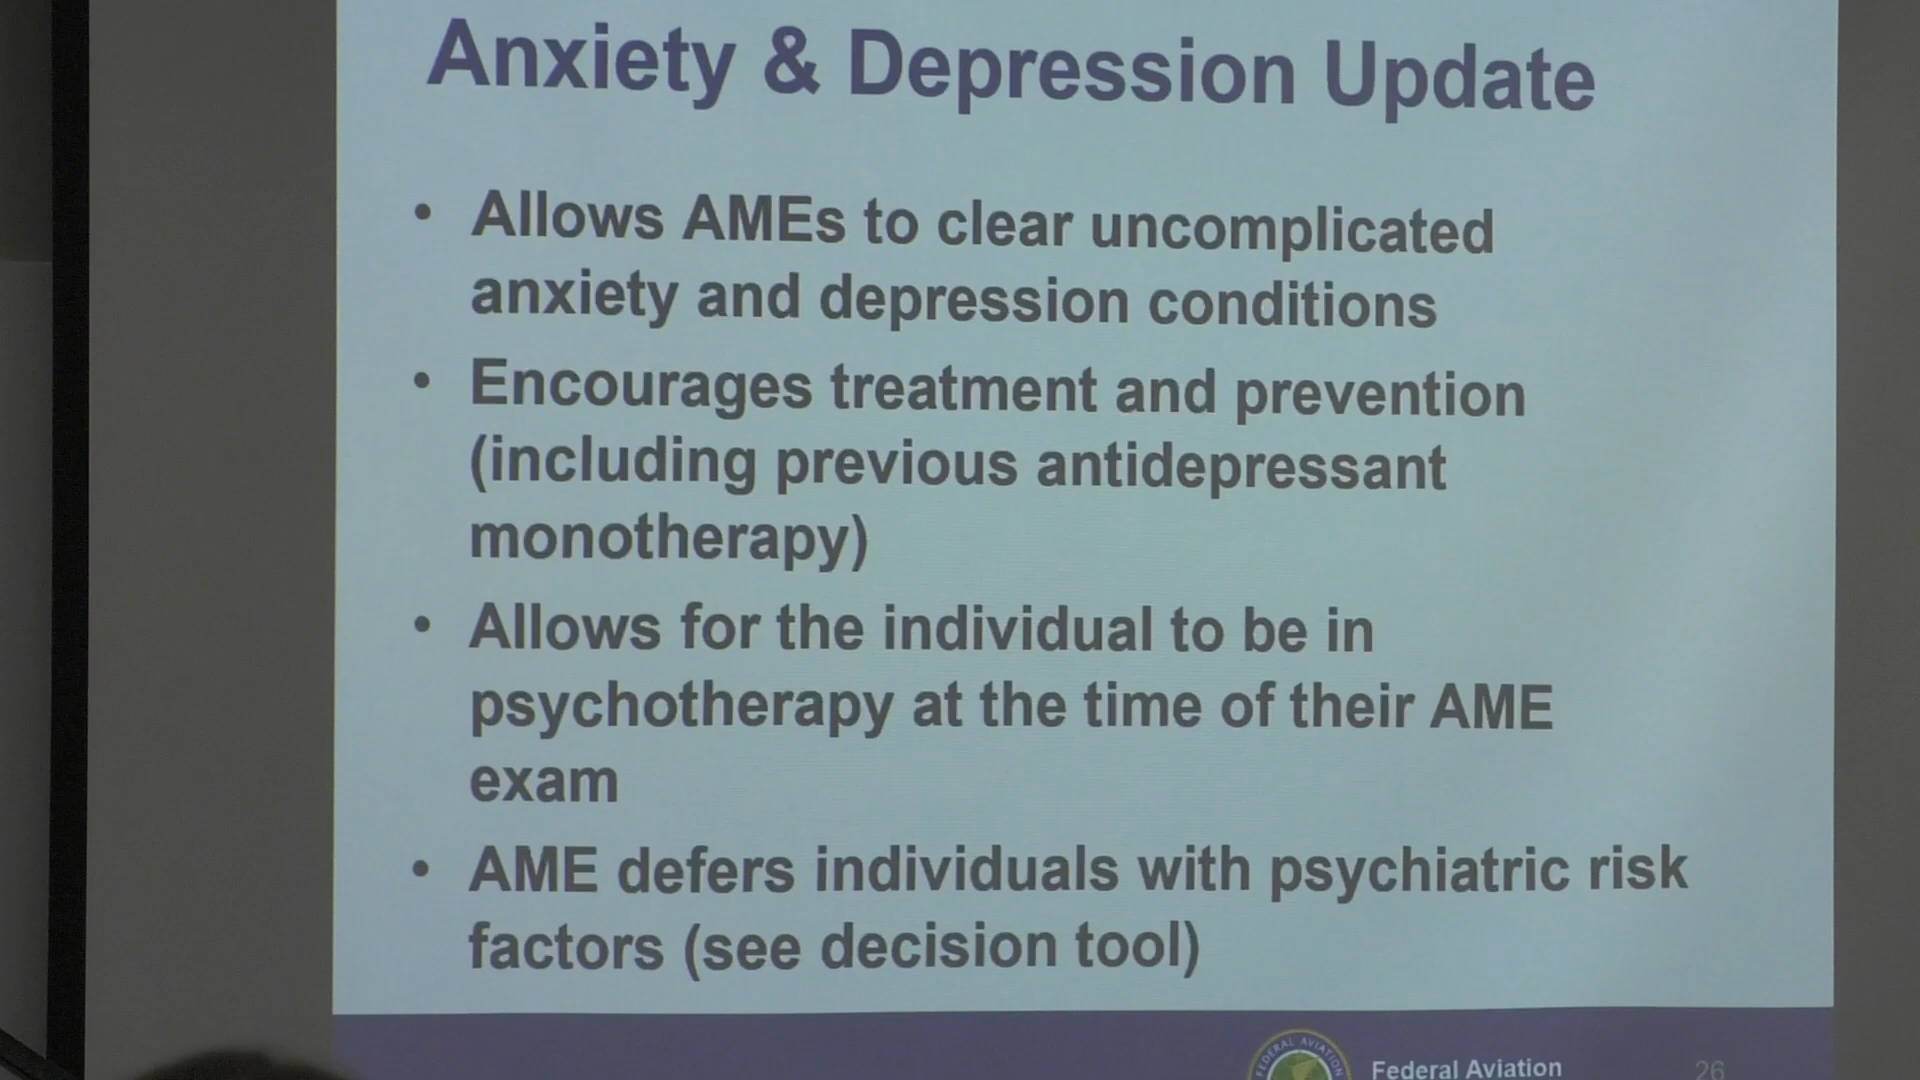 Anxiety & Depression Update
• Allows AMEs to clear uncomplicated
anxiety and depression conditions
• Encourages treatment and prevention
(including previous antidepressant
monotherapy)
• Allows for the individual to be in
psychotherapy at the time of their AME
exam
• AME defers individuals with psychiatric risk
factors (see decision tool)
FEDERAL AVIATION
Federal Aviation
26